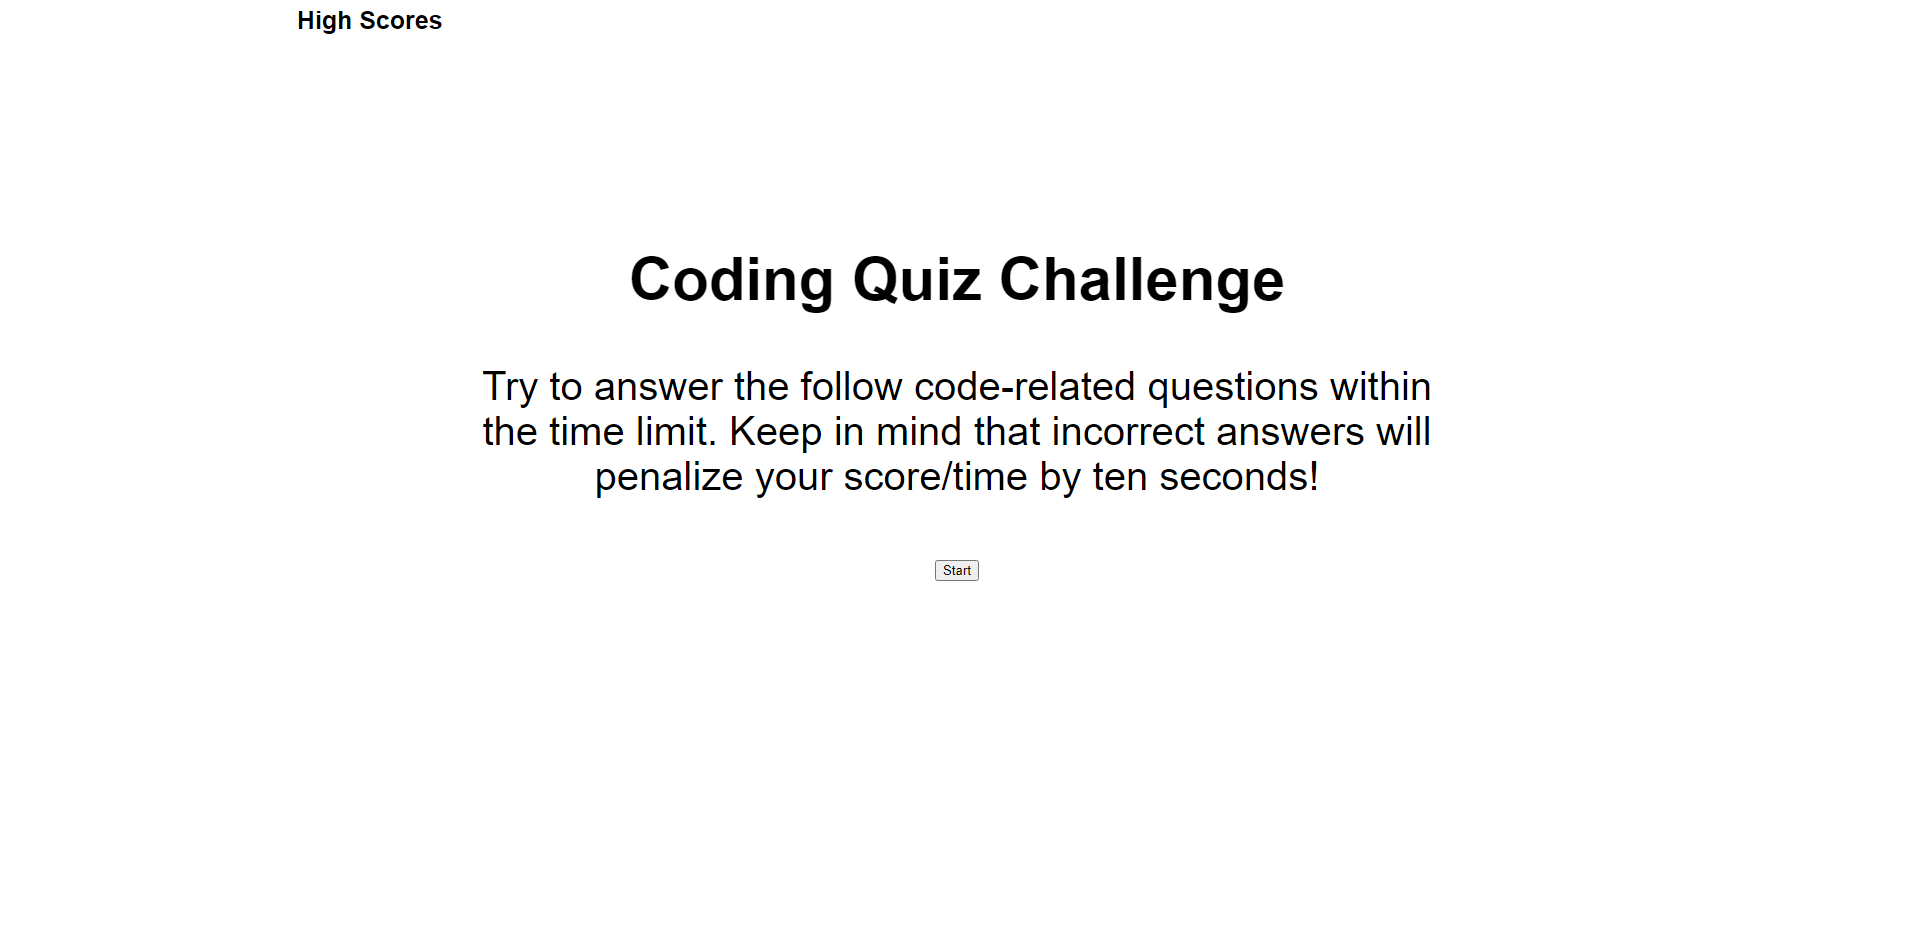 High Scores
Coding Quiz Challenge
Try to answer the follow code-related questions within
the time limit. Keep in mind that incorrect answers will
penalize your score/time by ten seconds!
Start